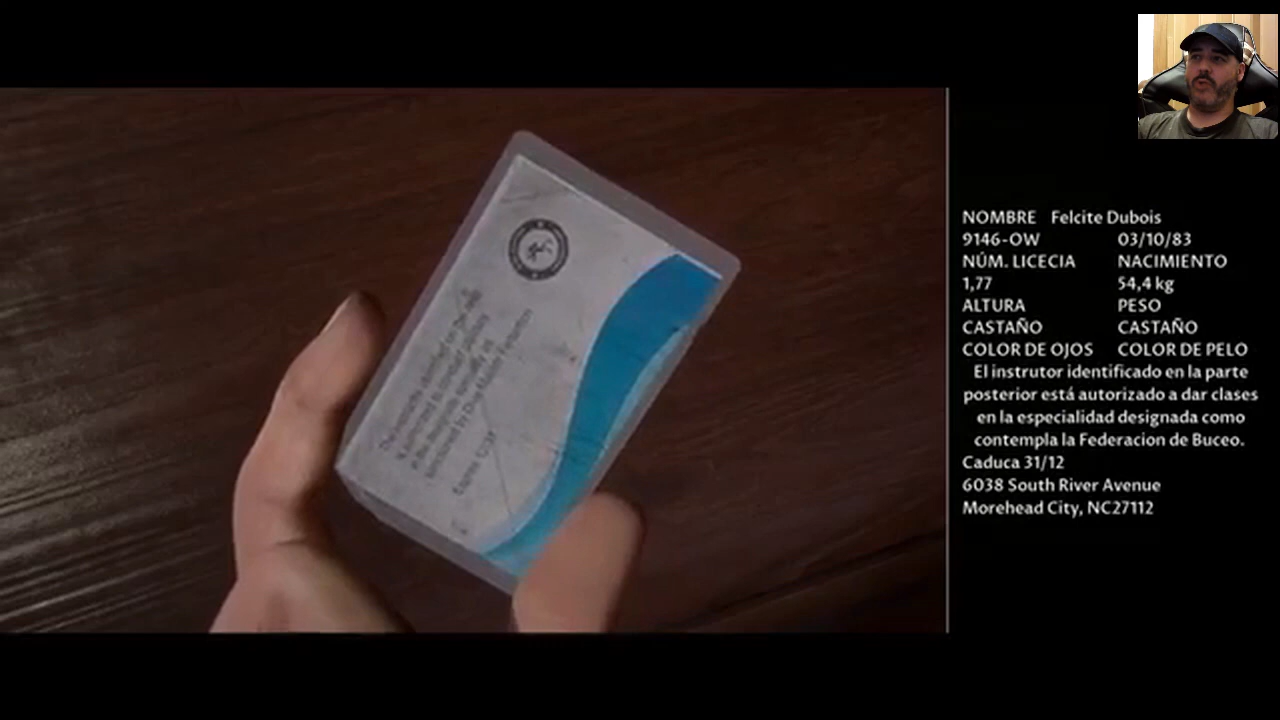 NOMBRE Felcite Dubois
9146-OW 03/10/83
NÚM. LICECIA NACIMIENTO
1,77 54,4 kg
ALTURA PESO
CASTAÑO CASTAÑO
COLOR DE OJOS COLOR DE PELO
El instrutor identificado en la parte
posterior está autorizado a dar clases
en la especialidad designada como
contempla la Federacion de Buceo.
Caduca 31/12
6038 South River Avenue
Morehead City, NC27112